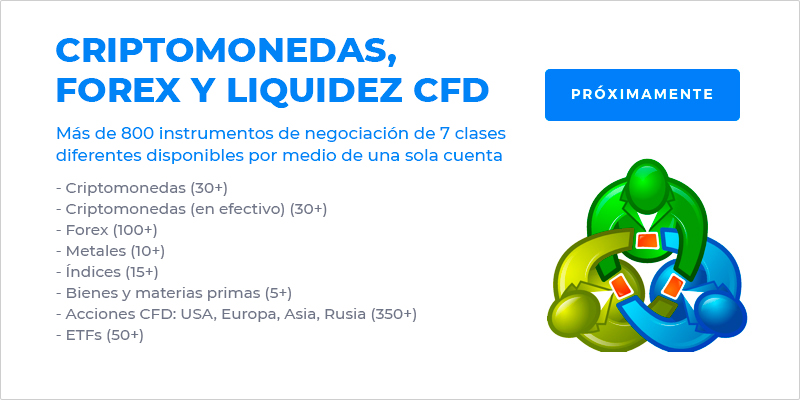 CRIPTOMONEDAS,
FOREX Y LIQUIDEZ CFD
Más de 800 instrumentos de negociación de 7 clases
diferentes disponibles por medio de una sola cuenta
- Criptomonedas (30+)
- Criptomonedas (en efectivo) (30+)
- Forex (100+)
- Metales (10+)
- Índices (15+)
- Bienes y materias primas (5+)
- Acciones CFD: USA, Europa, Asia, Rusia (350+)
- ETFs (50+)
PRÓXIMAMENTE